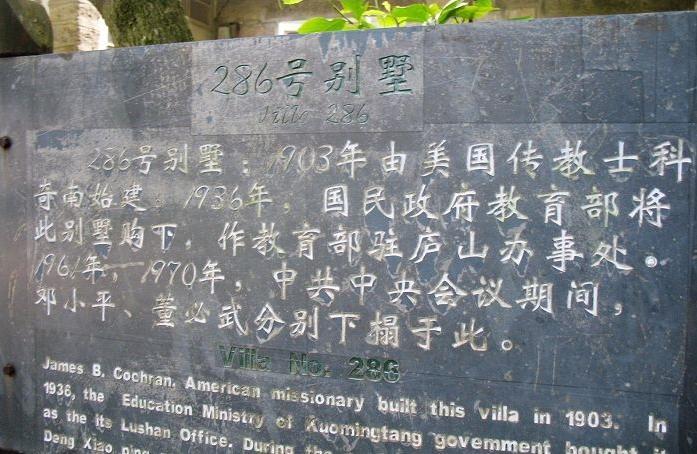 286号别墅
Villa 286
286号别墅：1903年由美国传教士科
奇南始建。1936年，国民政府教育部将
此别墅购下，作教育部驻庐山办事处。
1961年，1970年，中共中央会议期间，
邓小平、董必武分别下榻于此。
Villa No. 286
James B. Cochran, American missionary built this villa in 1903. In
1936, the Education Ministry of Kuomingtang government bought it
as the its Lushan Office. During the
Deng Xiao ping